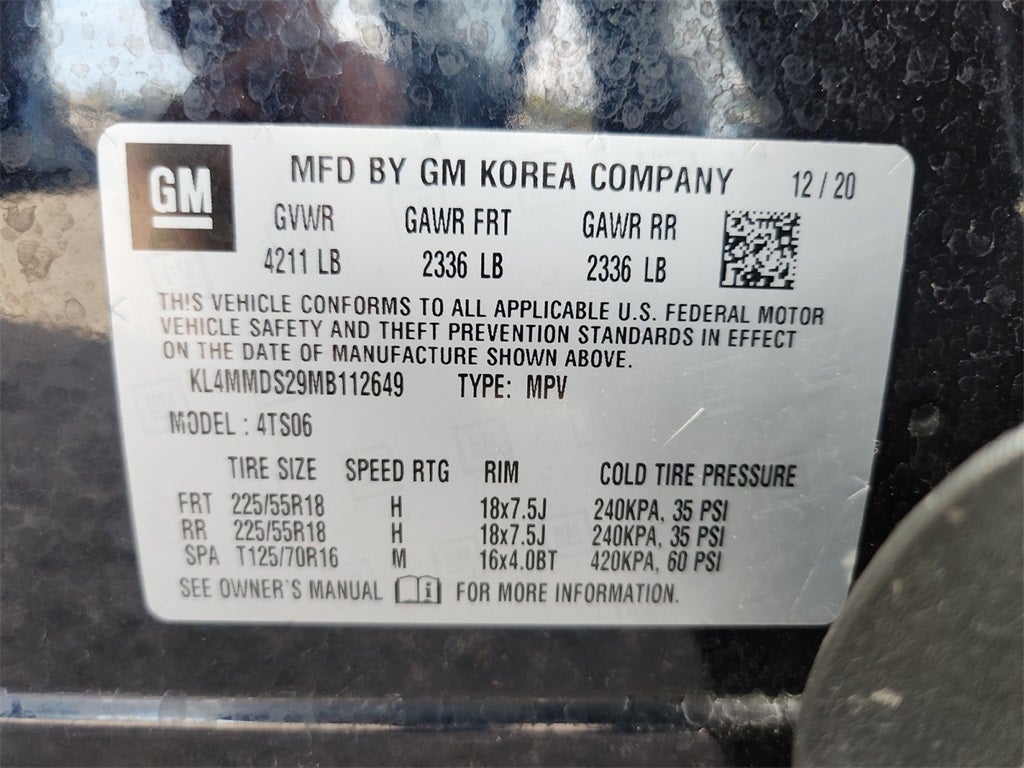 GM
MFD BY GM KOREA COMPANY 12 / 20
GVWR GAWR FRT GAWR RR
4211 LB 2336 LB 2336 LB
THIS VEHICLE CONFORMS TO ALL APPLICABLE U.S. FEDERAL MOTOR
VEHICLE SAFETY AND THEFT PREVENTION STANDARDS IN EFFECT
ON THE DATE OF MANUFACTURE SHOWN ABOVE.
KL4MMDS29MB112649 TYPE: MPV
MODEL : 4TS06
TIRE SIZE SPEED RTG RIM COLD TIRE PRESSURE
FRT 225/55R18 H 18x7.5J 240KPA, 35 PSI
RR 225/55R18 H 18x7.5J 240KPA, 35 PSI
SPA T125/70R16 M 16x4.0BT 420KPA, 60 PSI
SEE OWNER'S MANUAL i FOR MORE INFORMATION.